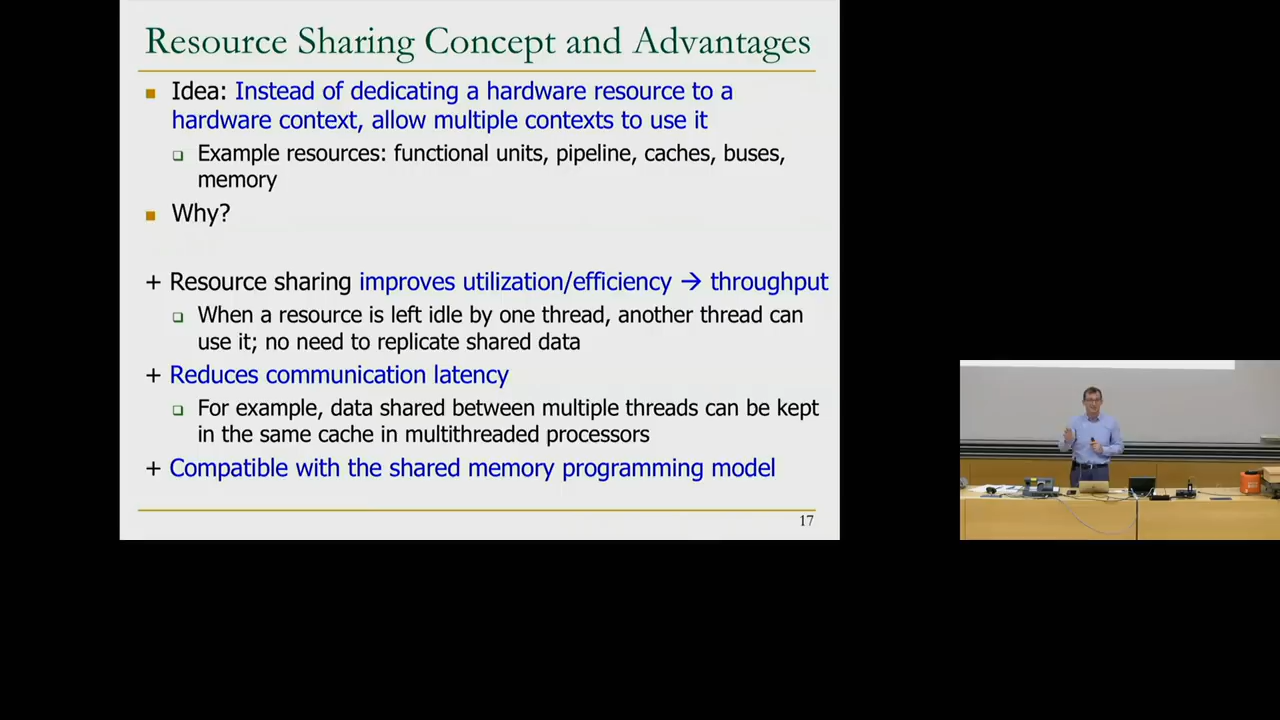 Resource Sharing Concept and Advantages
Idea: Instead of dedicating a hardware resource to a
hardware context, allow multiple contexts to use it
Example resources: functional units, pipeline, caches, buses,
memory
Why?
+ Resource sharing improves utilization/efficiency → throughput
When a resource is left idle by one thread, another thread can
use it; no need to replicate shared data
+ Reduces communication latency
For example, data shared between multiple threads can be kept
in the same cache in multithreaded processors
+ Compatible with the shared memory programming model
17